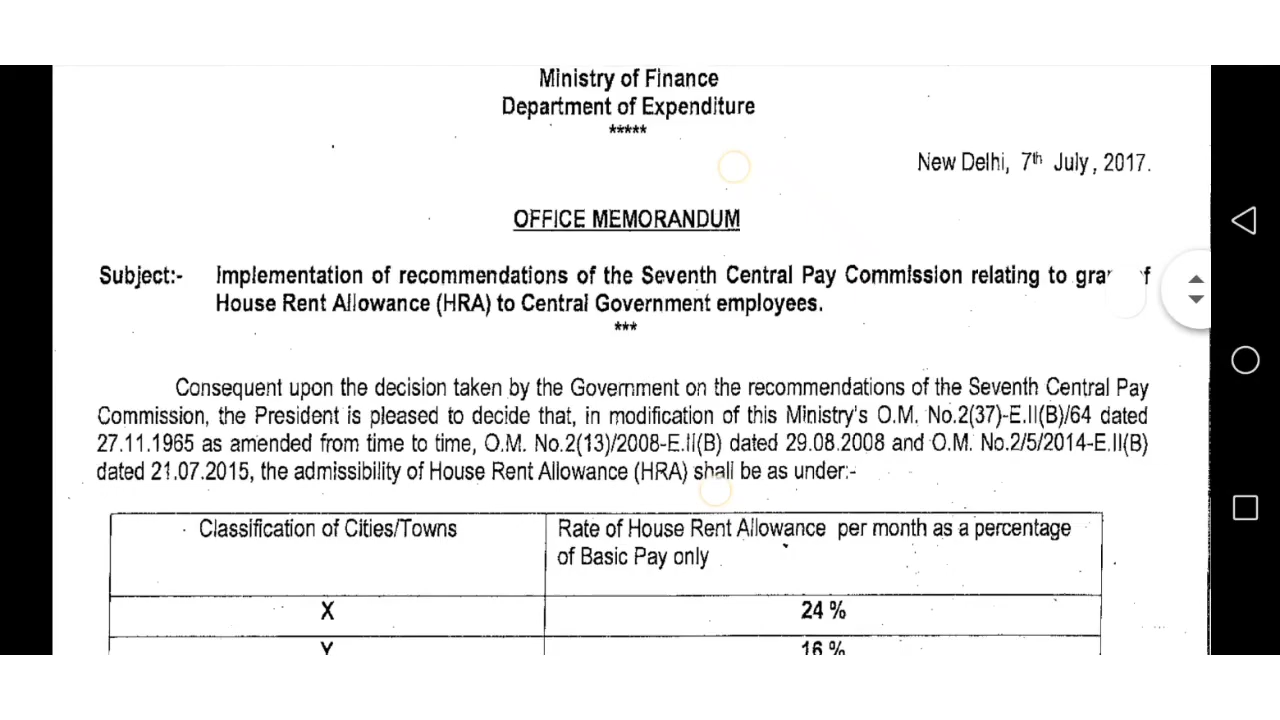 Ministry of Finance
Department of Expenditure
*****
New Delhi, 7th July, 2017.
OFFICE MEMORANDUM
Subject:- Implementation of recommendations of the Seventh Central Pay Commission relating to f
House Rent Allowance (HRA) to Central Government employees.
***
Consequent upon the decision taken by the Government on the recommendations of the Seventh Central Pay
Commission, the President is pleased to decide that, in modification of this Ministry's O.M. No.2(37)-E.II(B)/64 dated
27.11.1965 as amended from time to time, O.M. No.2(13)/2008-E.II(B) dated 29.08.2008 and O.M. No.2/5/2014-E.II(B)
dated 21.07.2015, the admissibility of House Rent Allowance (HRA) shall be as under:-
Classification of Cities/Towns Rate of House Rent Allowance per month as a percentage
of Basic Pay only
X 24 %
Y 16 %